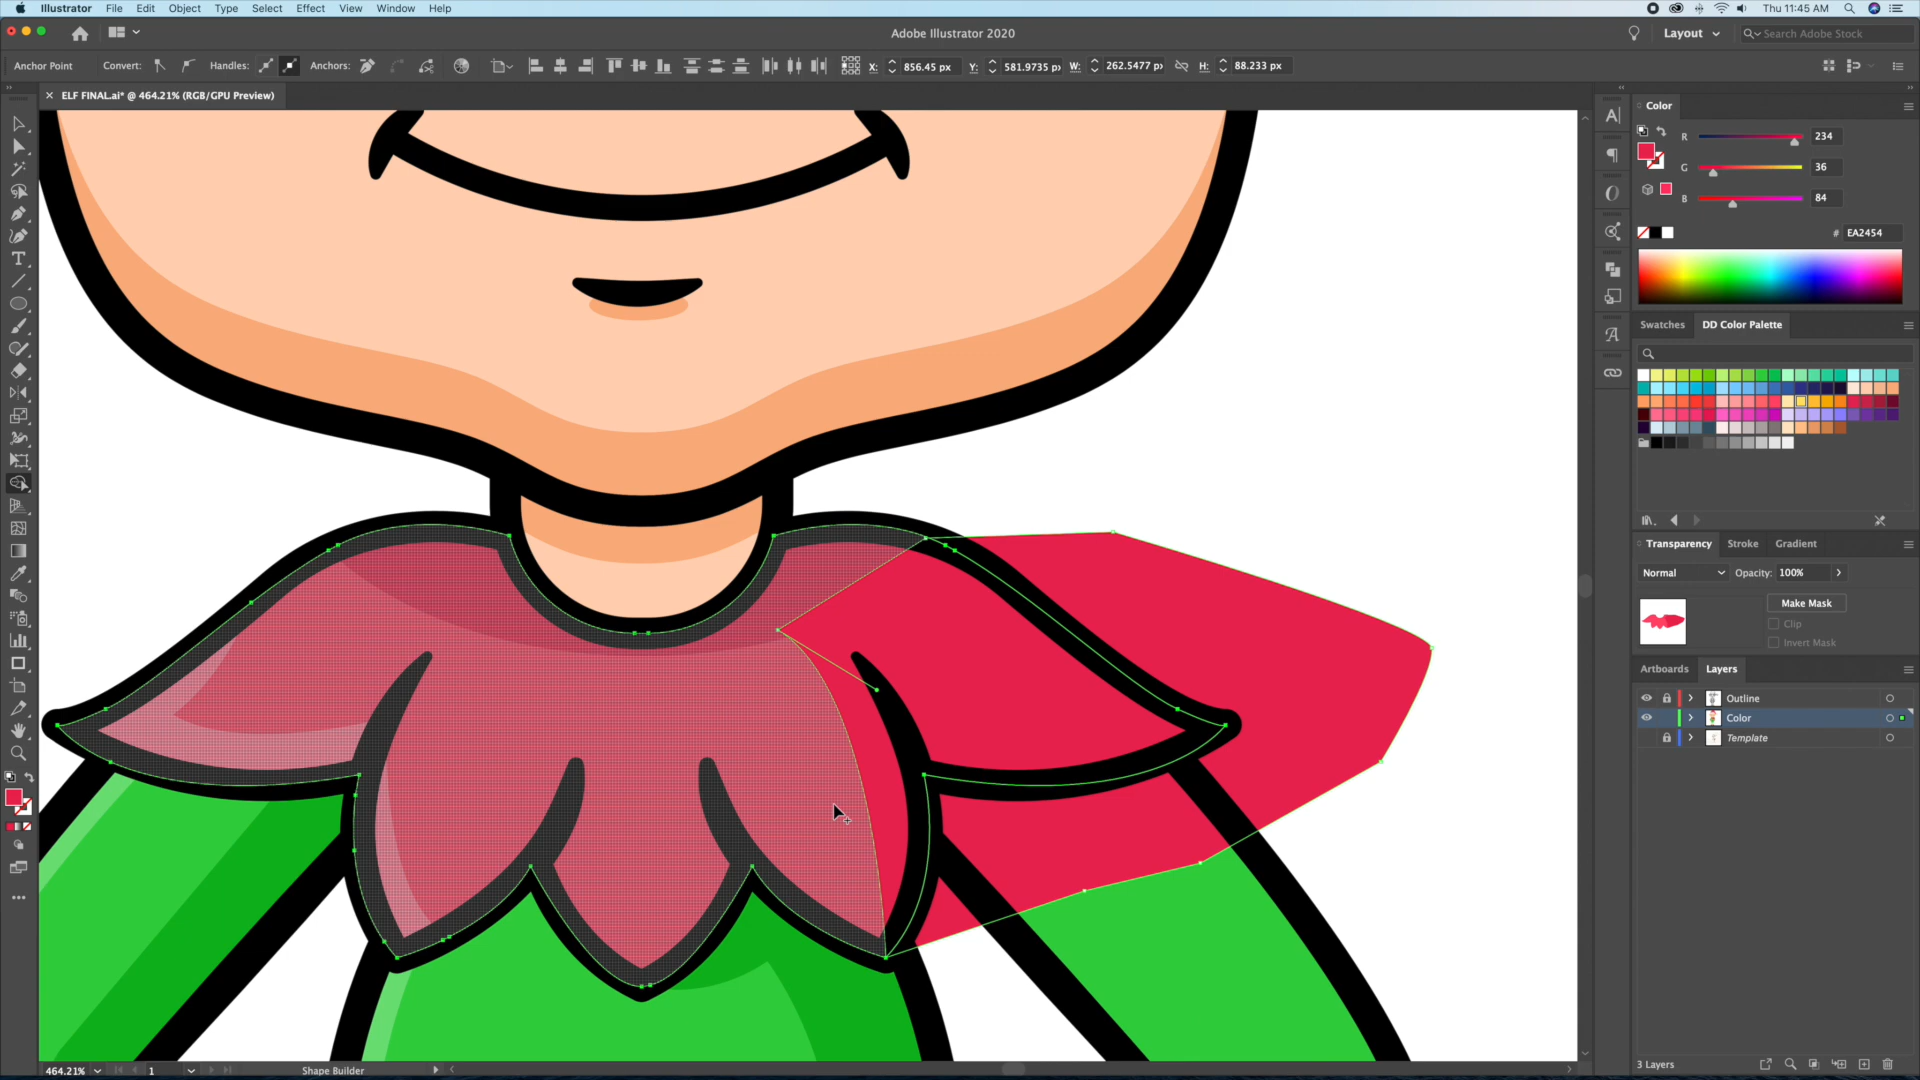 Illustrator File Edit Object Type Select Effect View Window Help Thu 11:45 AM
Adobe Illustrator 2020 Layout Search Adobe Stock
Anchor Point Convert: Handles: Anchors: X: 856.45 px Y: 581.9735 px W: 262.5477 px H: 88.233 px
× ELF FINAL.ai* @ 464.21% (RGB/GPU Preview)
Color
R 234
G 36
B 84
# EA2454
Swatches DD Color Palette
Transparency Stroke Gradient
Normal Opacity: 100%
Make Mask
Clip
Invert Mask
Artboards Layers
Outline
Color
Template
464.21% 1 Shape Builder
3 Layers